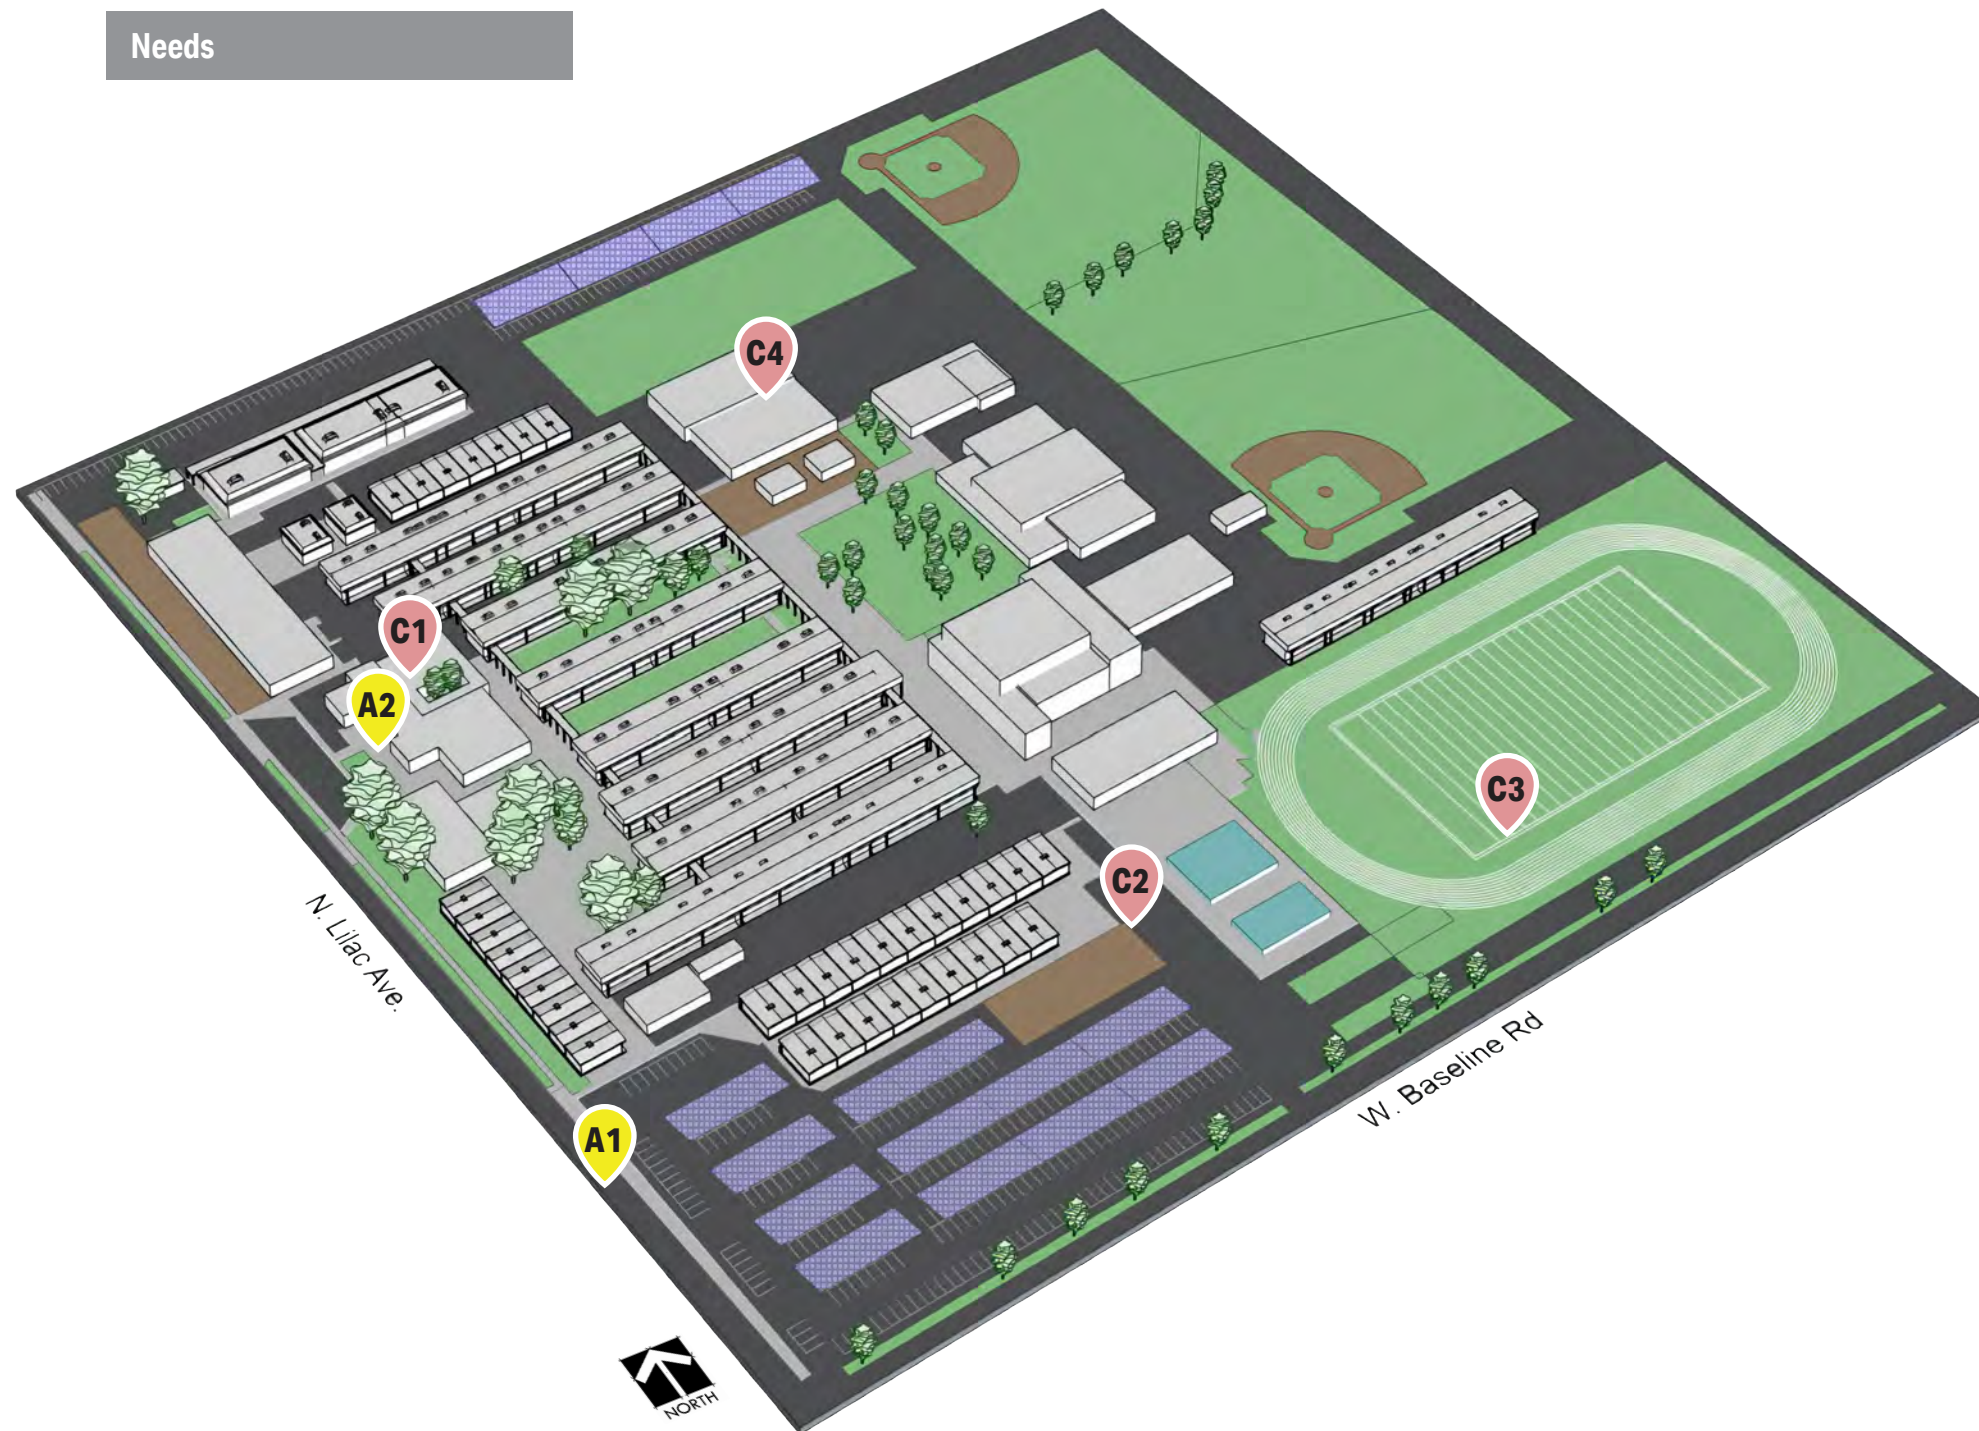 Needs
C4
C1
A2
C3
C2
N. Lilac Ave.
W. Baseline Rd
A1
NORTH